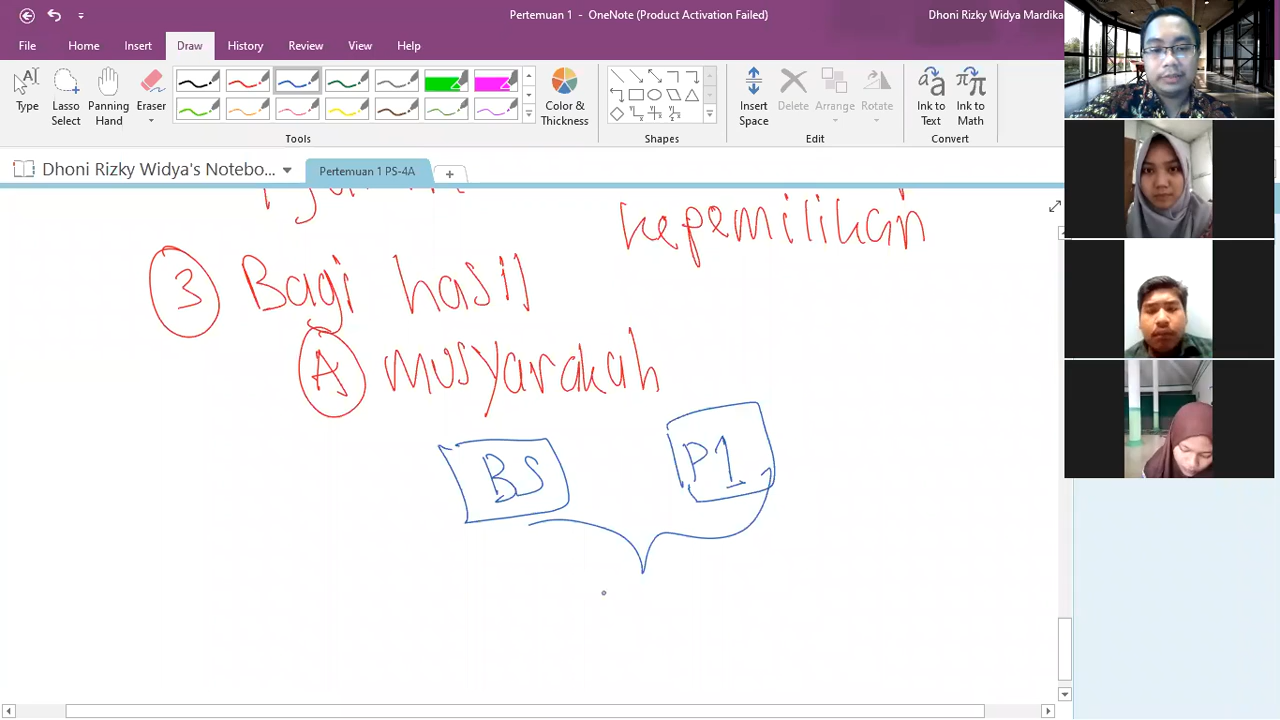 Pertemuan 1 - OneNote (Product Activation Failed)
Dhoni Rizky Widya Mardika
File Home Insert Draw History Review View Help
Type
Lasso Select
Panning Hand
Eraser
Color & Thickness
Insert Space
Delete
Arrange
Rotate
Ink to Text
Ink to Math
Tools
Shapes
Edit
Convert
Dhoni Rizky Widya's Notebo...
Pertemuan 1 PS-4A
kepemilikan
3 Bagi hasil
A musyarakah
BS
P1